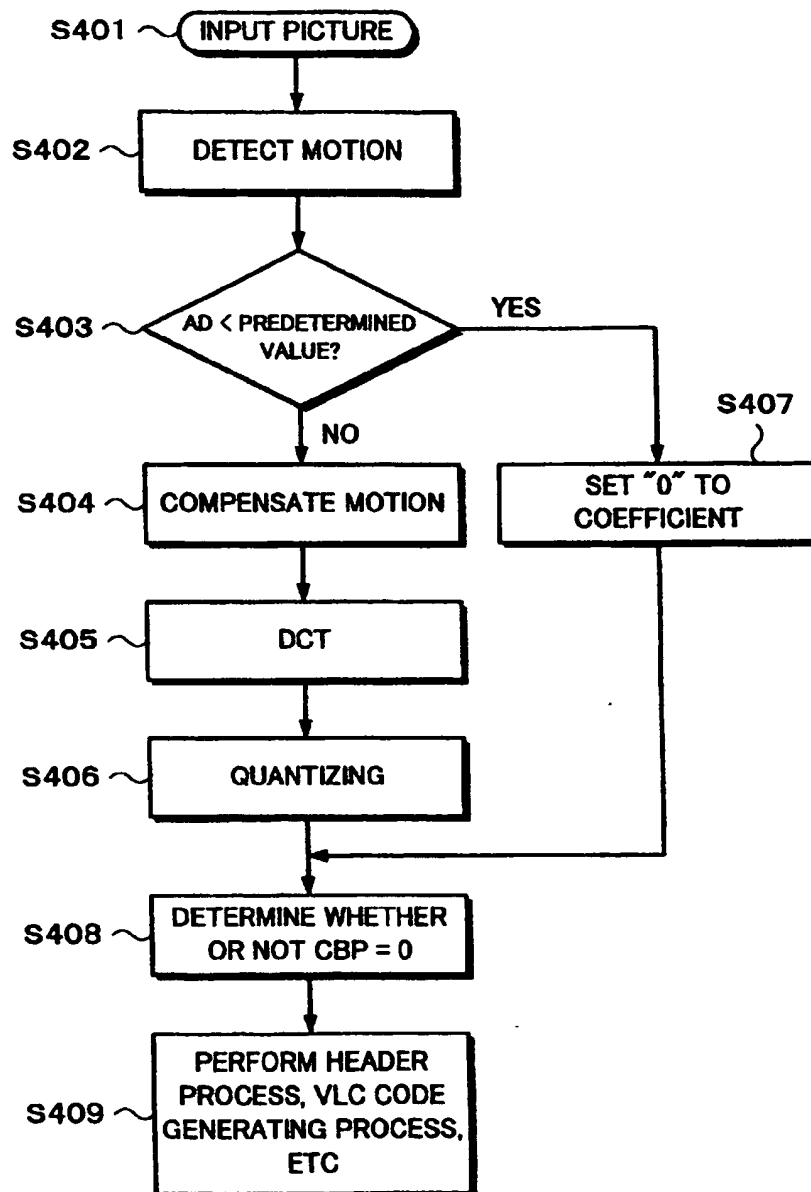 S401
INPUT PICTURE
S402
DETECT MOTION
S403
AD < PREDETERMINED
VALUE?
YES
NO
S407
SET "0" TO
COEFFICIENT
S404
COMPENSATE MOTION
S405
DCT
S406
QUANTIZING
S408
DETERMINE WHETHER
OR NOT CBP = 0
S409
PERFORM HEADER
PROCESS, VLC CODE
GENERATING PROCESS,
ETC